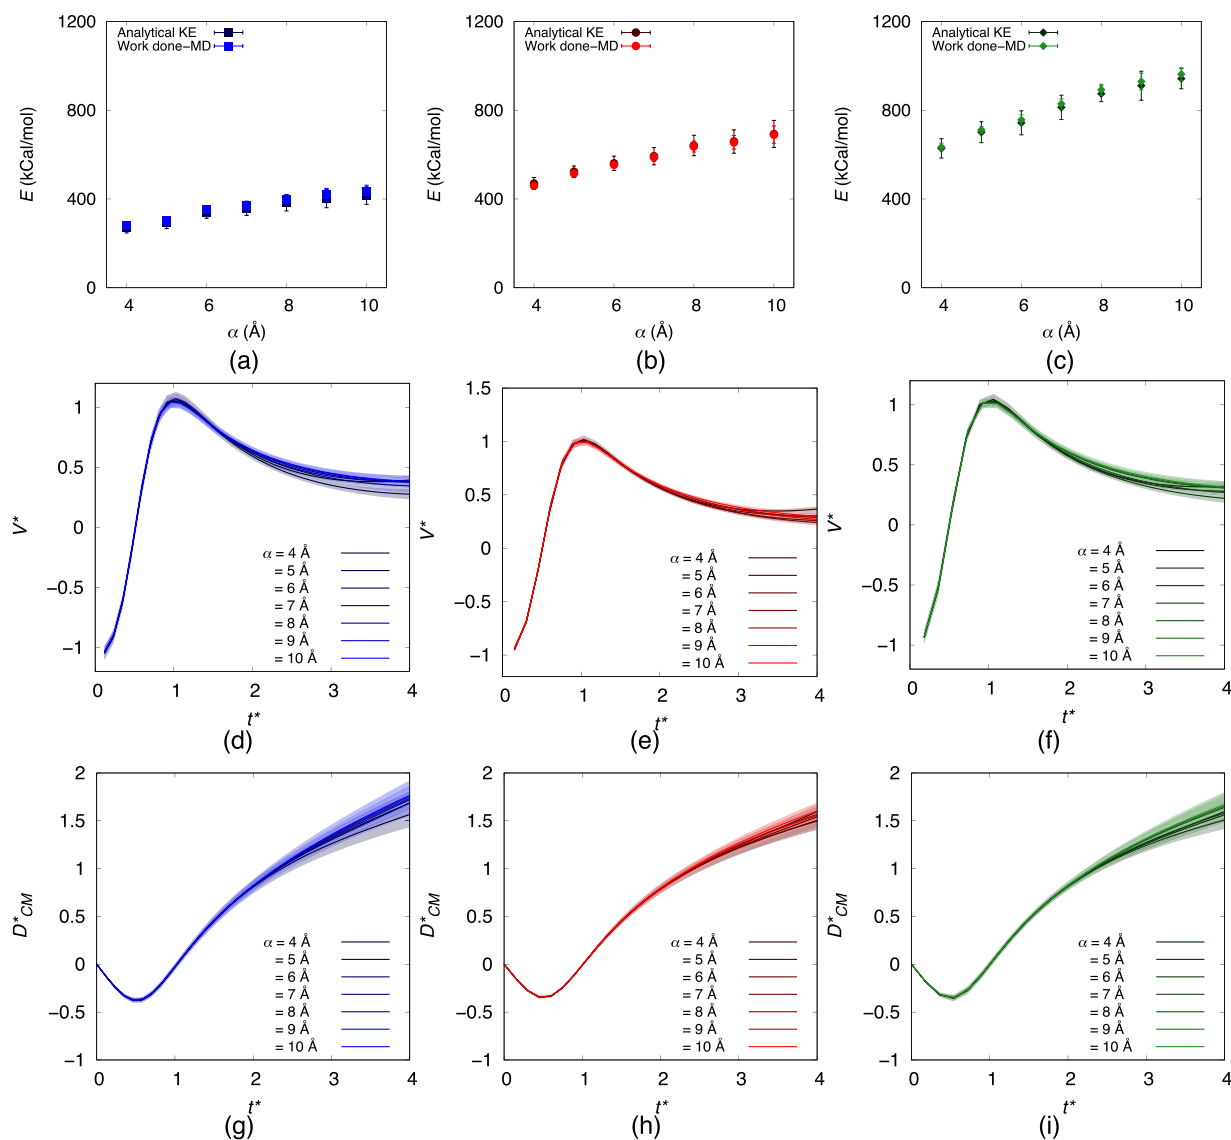 1200
800
400
0
E (kCal/mol)
Analytical KE
Work done−MD
4 6 8 10
α (Å)
(a)
1200
800
400
0
E (kCal/mol)
Analytical KE
Work done−MD
4 6 8 10
α (Å)
(b)
1200
800
400
0
E (kCal/mol)
Analytical KE
Work done−MD
4 6 8 10
α (Å)
(c)
1
0.5
0
−0.5
−1
V*
α = 4 Å
= 5 Å
= 6 Å
= 7 Å
= 8 Å
= 9 Å
= 10 Å
0 1 2 3 4
t*
(d)
1.5
1
0.5
0
−0.5
−1
V*
α = 4 Å
= 5 Å
= 6 Å
= 7 Å
= 8 Å
= 9 Å
= 10 Å
0 1 2 3 4
t*
(e)
1
0.5
0
−0.5
−1
V*
α = 4 Å
= 5 Å
= 6 Å
= 7 Å
= 8 Å
= 9 Å
= 10 Å
0 1 2 3 4
t*
(f)
2
1.5
1
0.5
0
−0.5
−1
D*CM
α = 4 Å
= 5 Å
= 6 Å
= 7 Å
= 8 Å
= 9 Å
= 10 Å
0 1 2 3 4
t*
(g)
2
1.5
1
0.5
0
−0.5
−1
D*CM
α = 4 Å
= 5 Å
= 6 Å
= 7 Å
= 8 Å
= 9 Å
= 10 Å
0 1 2 3 4
t*
(h)
2
1.5
1
0.5
0
−0.5
−1
D*CM
α = 4 Å
= 5 Å
= 6 Å
= 7 Å
= 8 Å
= 9 Å
= 10 Å
0 1 2 3 4
t*
(i)